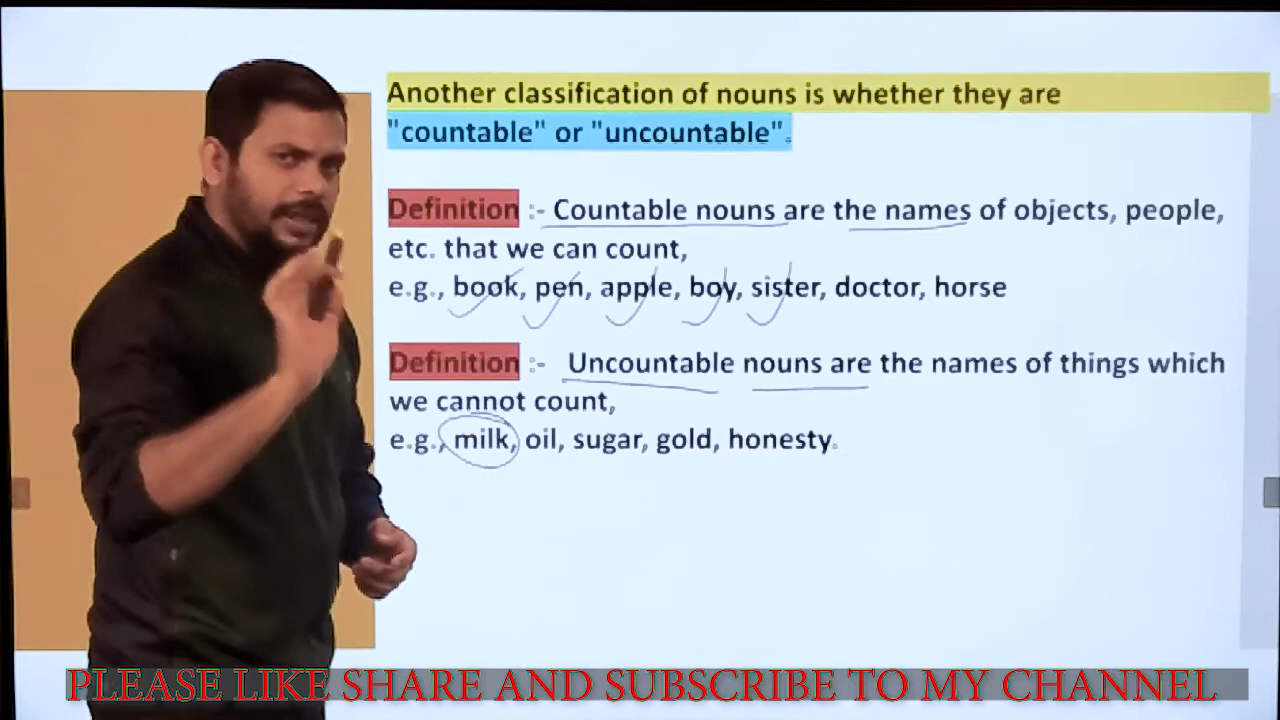 Another classification of nouns is whether they are
"countable" or "uncountable".
Definition :- Countable nouns are the names of objects, people,
etc. that we can count,
e.g., book, pen, apple, boy, sister, doctor, horse
Definition :- Uncountable nouns are the names of things which
we cannot count,
e.g., milk, oil, sugar, gold, honesty.
PLEASE LIKE SHARE AND SUBSCRIBE TO MY CHANNEL